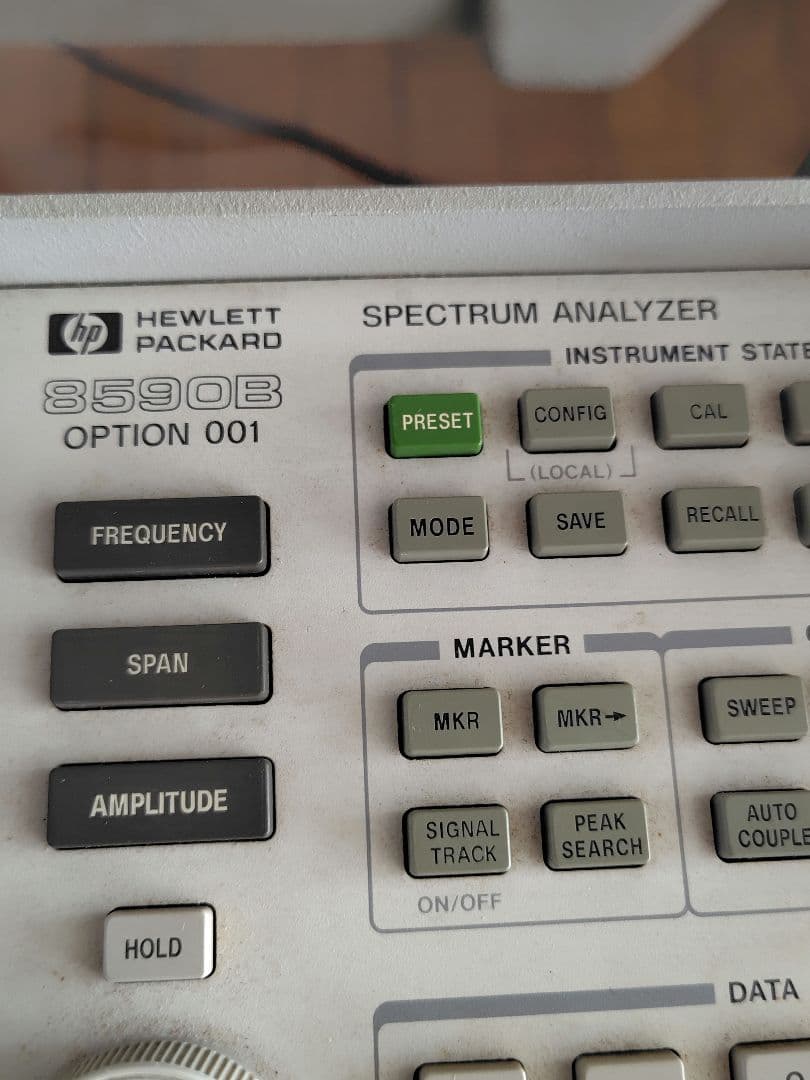 hp HEWLETT
PACKARD
8590B
OPTION 001
SPECTRUM ANALYZER
INSTRUMENT STATE
PRESET CONFIG CAL
(LOCAL)
MODE SAVE RECALL
FREQUENCY
SPAN
AMPLITUDE
HOLD
MARKER
MKR MKR→
SIGNAL
TRACK
PEAK
SEARCH
ON/OFF
SWEEP
AUTO
COUPLE
DATA